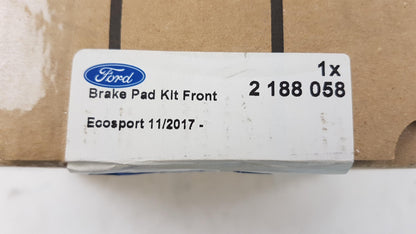 Ford
1x
Brake Pad Kit Front 2 188 058
Ecosport 11/2017 -